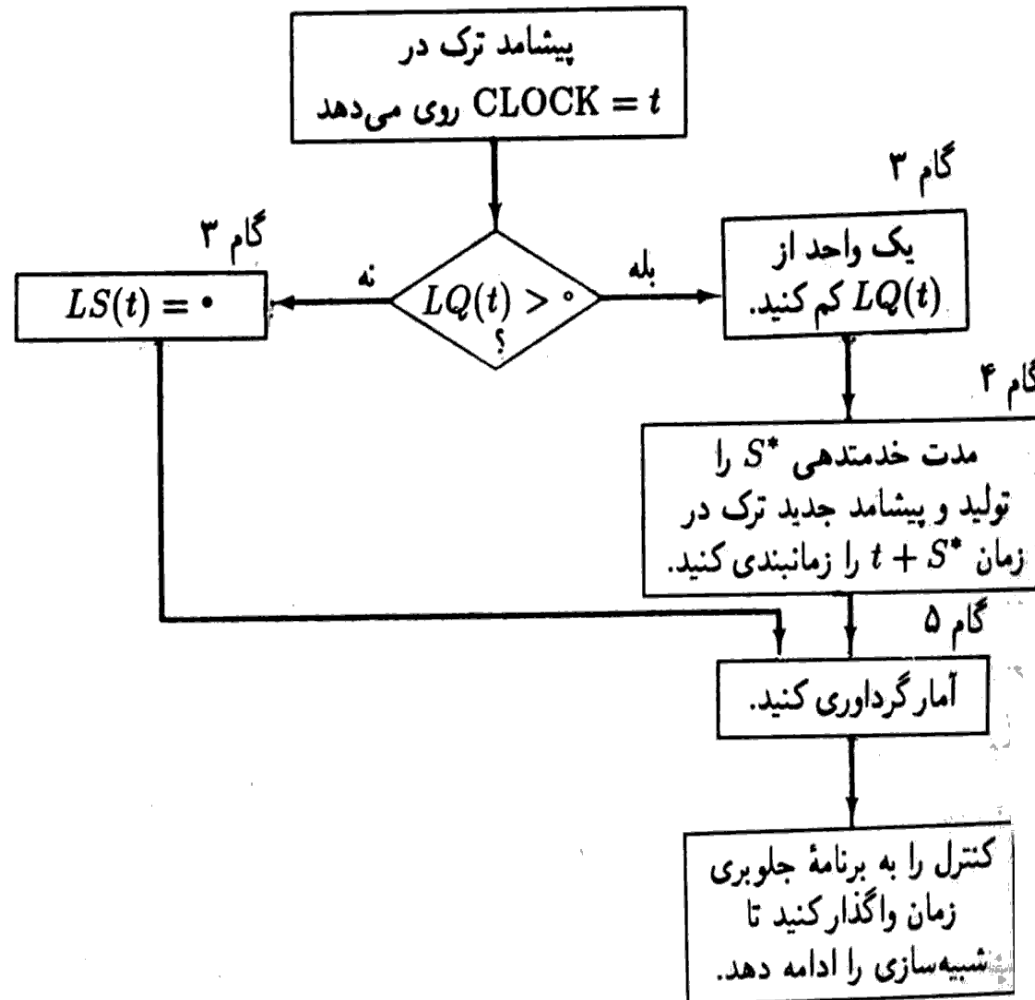 پیشامد ترک در
CLOCK = t روی می‌دهد
گام ۳
یک واحد از
LQ(t) کم کنید.
بله
LQ(t) > ۰
؟
نه
گام ۳
LS(t) = ۰
گام ۴
مدت خدمتدهی S* را
تولید و پیشامد جدید ترک در
زمان t + S* را زمانبندی کنید.
گام ۵
آمار گرداوری کنید.
کنترل را به برنامهٔ جلوبری
زمان واگذار کنید تا
شبیه‌سازی را ادامه دهد.